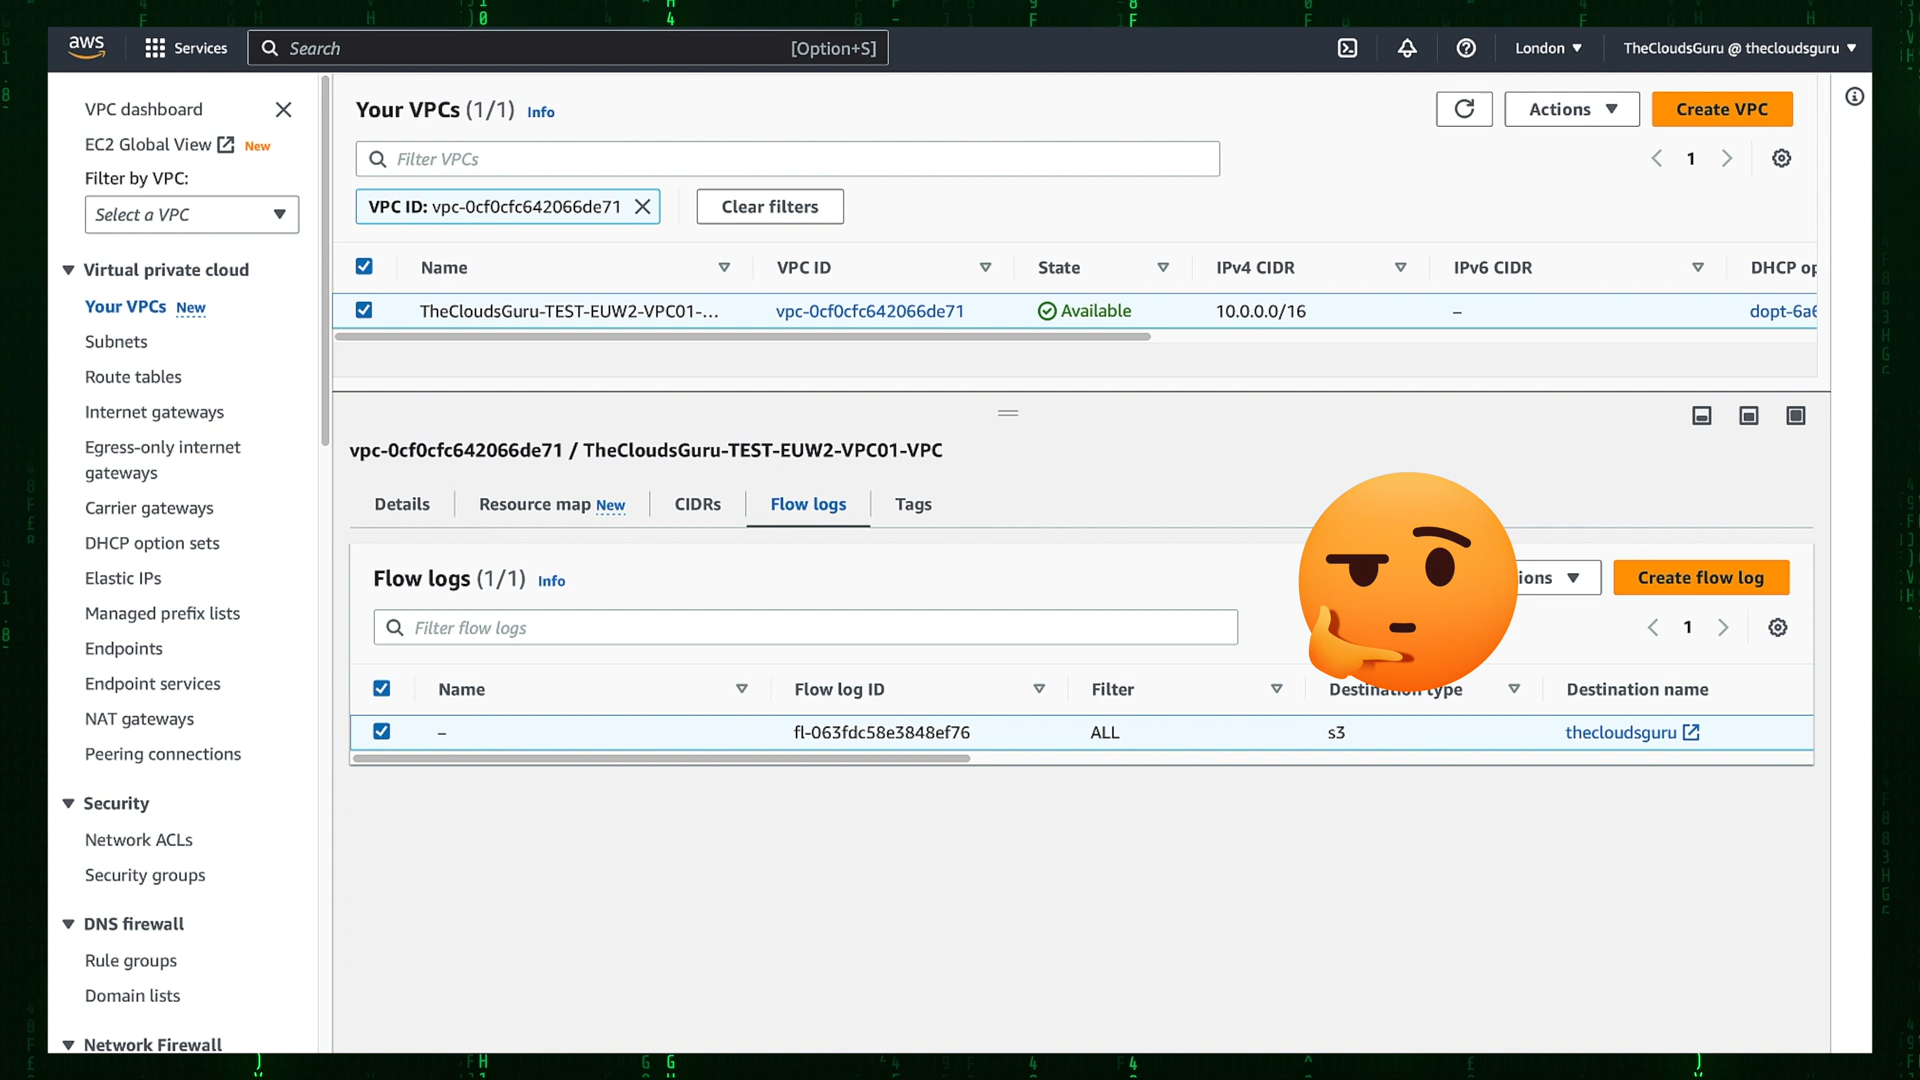 aws
Services
Search
[Option+S]
London
TheCloudsGuru @ thecloudsguru
VPC dashboard
EC2 Global View New
Filter by VPC:
Select a VPC
Virtual private cloud
Your VPCs New
Subnets
Route tables
Internet gateways
Egress-only internet
gateways
Carrier gateways
DHCP option sets
Elastic IPs
Managed prefix lists
Endpoints
Endpoint services
NAT gateways
Peering connections
Security
Network ACLs
Security groups
DNS firewall
Rule groups
Domain lists
Network Firewall
Your VPCs (1/1) Info
Actions
Create VPC
Filter VPCs
1
VPC ID: vpc-0cf0cfc642066de71
Clear filters
Name VPC ID State IPv4 CIDR IPv6 CIDR DHCP op
TheCloudsGuru-TEST-EUW2-VPC01-... vpc-0cf0cfc642066de71 Available 10.0.0.0/16 – dopt-6a6
vpc-0cf0cfc642066de71 / TheCloudsGuru-TEST-EUW2-VPC01-VPC
Details Resource map New CIDRs Flow logs Tags
Flow logs (1/1) Info
ions
Create flow log
Filter flow logs
1
Name Flow log ID Filter Destination type Destination name
– fl-063fdc58e3848ef76 ALL s3 thecloudsguru